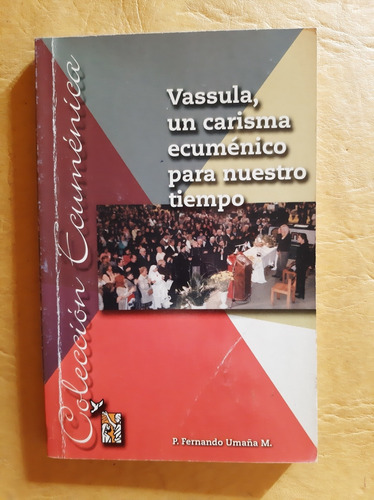 Vassula,
un carisma
ecuménico
para nuestro
tiempo
Colección Ecuménica
P. Fernando Umaña M.